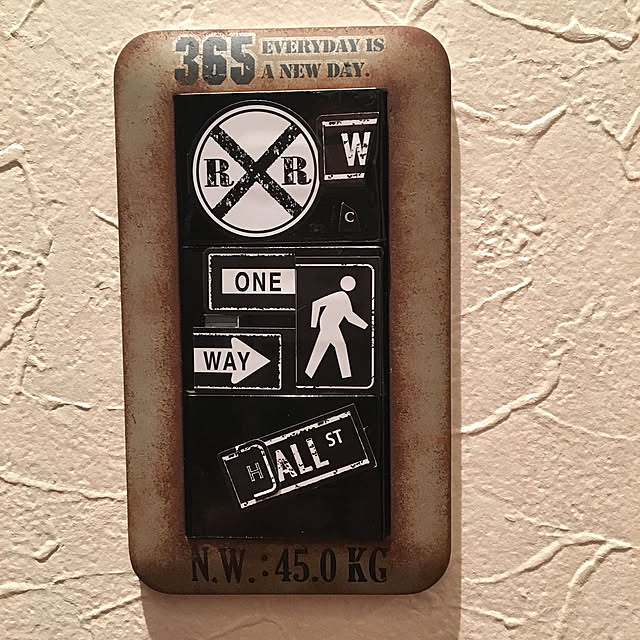 365 EVERYDAY IS
A NEW DAY.
R R
W
C
ONE
WAY
HALL ST
N.W.:45.0 KG